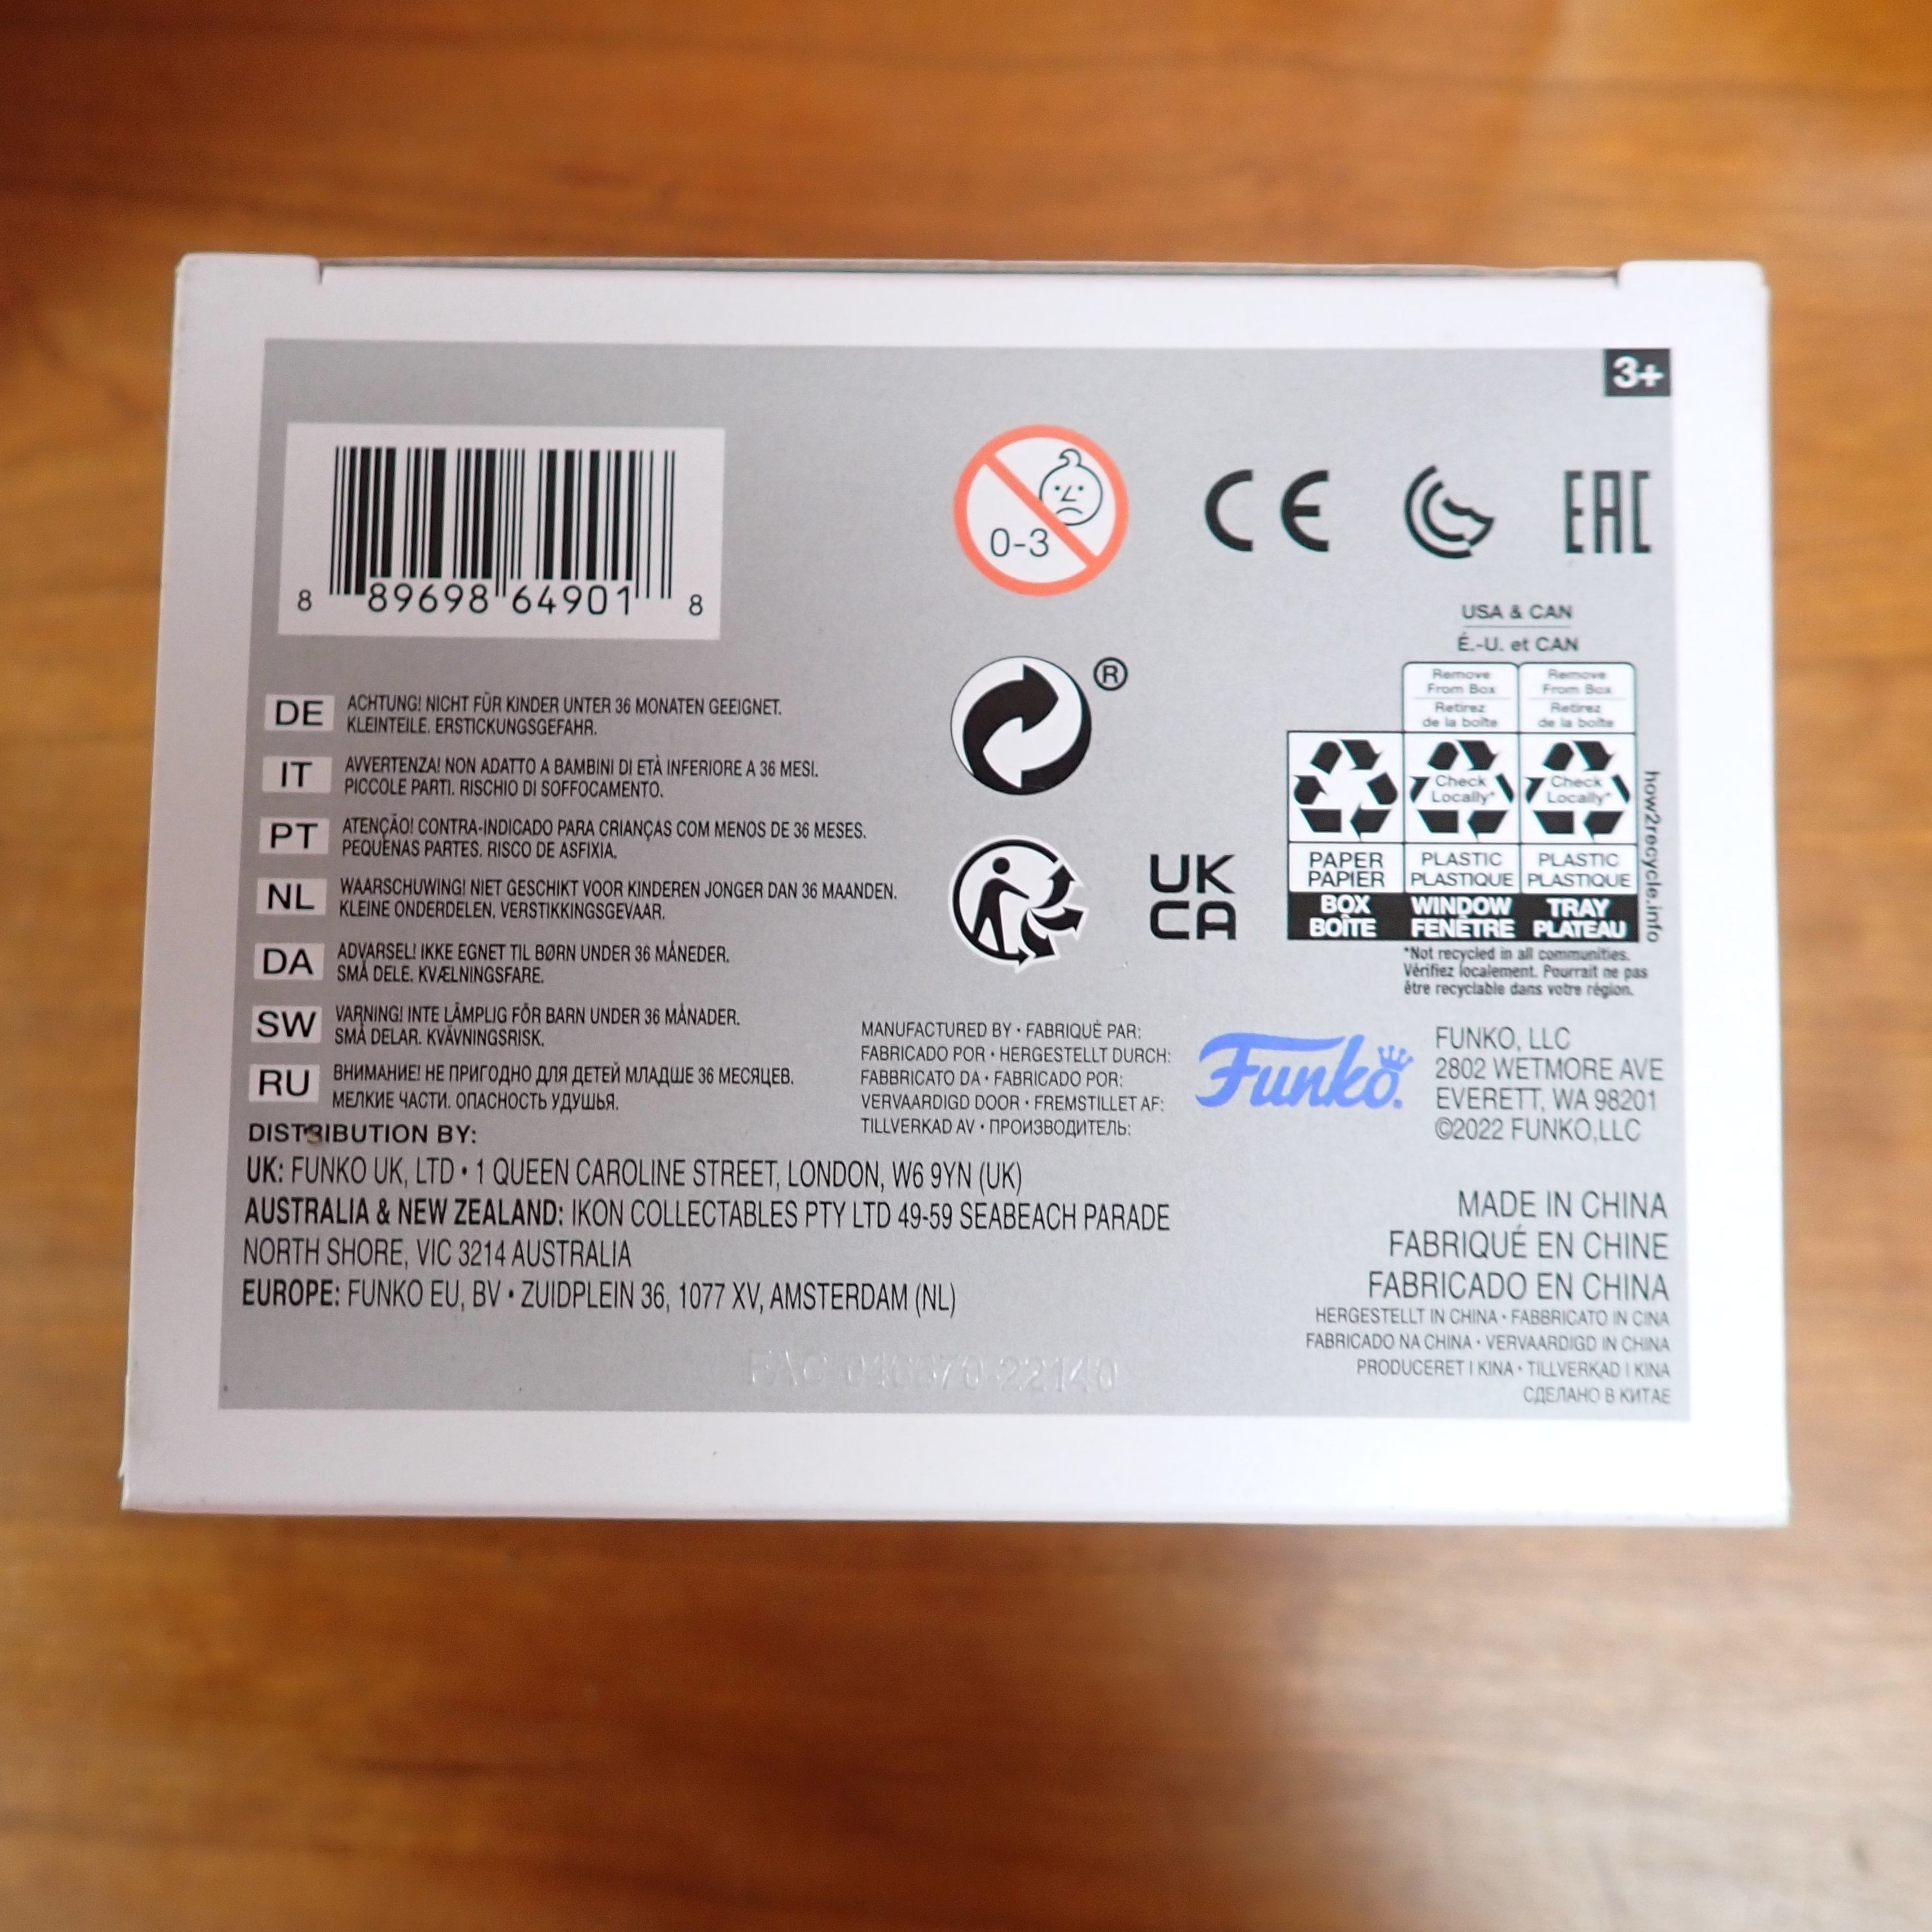 3+
8 89698 64901 8
0-3
CE
EAC
USA & CAN
É.-U. et CAN
Remove From Box
Retirez de la boîte
Remove From Box
Retirez de la boîte
®
Check Locally*
Check Locally*
PAPER PAPIER
PLASTIC PLASTIQUE
PLASTIC PLASTIQUE
BOX BOÎTE
WINDOW FENÊTRE
TRAY PLATEAU
how2recycle.info
*Not recycled in all communities.
Vérifiez localement. Pourrait ne pas
être recyclable dans votre région.
UK
CA
DE ACHTUNG! NICHT FÜR KINDER UNTER 36 MONATEN GEEIGNET.
KLEINTEILE. ERSTICKUNGSGEFAHR.
IT AVVERTENZA! NON ADATTO A BAMBINI DI ETÀ INFERIORE A 36 MESI.
PICCOLE PARTI. RISCHIO DI SOFFOCAMENTO.
PT ATENÇÃO! CONTRA-INDICADO PARA CRIANÇAS COM MENOS DE 36 MESES.
PEQUENAS PARTES. RISCO DE ASFIXIA.
NL WAARSCHUWING! NIET GESCHIKT VOOR KINDEREN JONGER DAN 36 MAANDEN.
KLEINE ONDERDELEN. VERSTIKKINGSGEVAAR.
DA ADVARSEL! IKKE EGNET TIL BØRN UNDER 36 MÅNEDER.
SMÅ DELE. KVÆLNINGSFARE.
SW VARNING! INTE LÄMPLIG FÖR BARN UNDER 36 MÅNADER.
SMÅ DELAR. KVÄVNINGSRISK.
RU ВНИМАНИЕ! НЕ ПРИГОДНО ДЛЯ ДЕТЕЙ МЛАДШЕ 36 МЕСЯЦЕВ.
МЕЛКИЕ ЧАСТИ. ОПАСНОСТЬ УДУШЬЯ.
MANUFACTURED BY • FABRIQUÉ PAR:
FABRICADO POR • HERGESTELLT DURCH:
FABBRICATO DA • FABRICADO POR:
VERVAARDIGD DOOR • FREMSTILLET AF:
TILLVERKAD AV • ПРОИЗВОДИТЕЛЬ:
Funko.
FUNKO, LLC
2802 WETMORE AVE
EVERETT, WA 98201
©2022 FUNKO,LLC
DISTRIBUTION BY:
UK: FUNKO UK, LTD • 1 QUEEN CAROLINE STREET, LONDON, W6 9YN (UK)
AUSTRALIA & NEW ZEALAND: IKON COLLECTABLES PTY LTD 49-59 SEABEACH PARADE
NORTH SHORE, VIC 3214 AUSTRALIA
EUROPE: FUNKO EU, BV • ZUIDPLEIN 36, 1077 XV, AMSTERDAM (NL)
MADE IN CHINA
FABRIQUÉ EN CHINE
FABRICADO EN CHINA
HERGESTELLT IN CHINA • FABBRICATO IN CINA
FABRICADO NA CHINA • VERVAARDIGD IN CHINA
PRODUCERET I KINA • TILLVERKAD I KINA
СДЕЛАНО В КИТАЕ
FAC